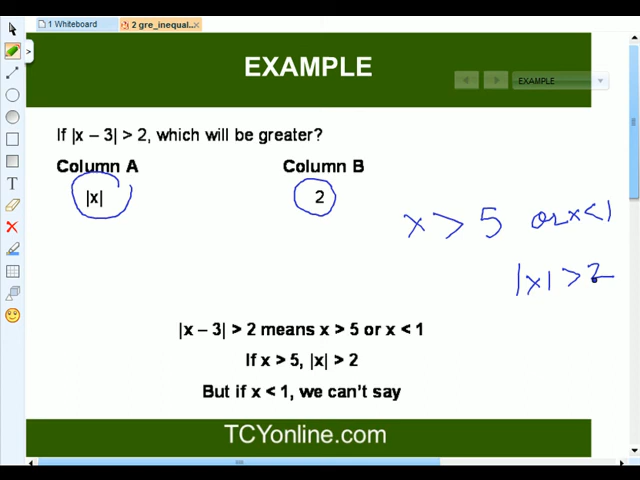 1 Whiteboard
2 gre_inequal...
EXAMPLE
EXAMPLE
If |x – 3| > 2, which will be greater?
Column A Column B
|x| 2
x > 5 or x < 1
|x| > 2
|x – 3| > 2 means x > 5 or x < 1
If x > 5, |x| > 2
But if x < 1, we can't say
TCYonline.com
T